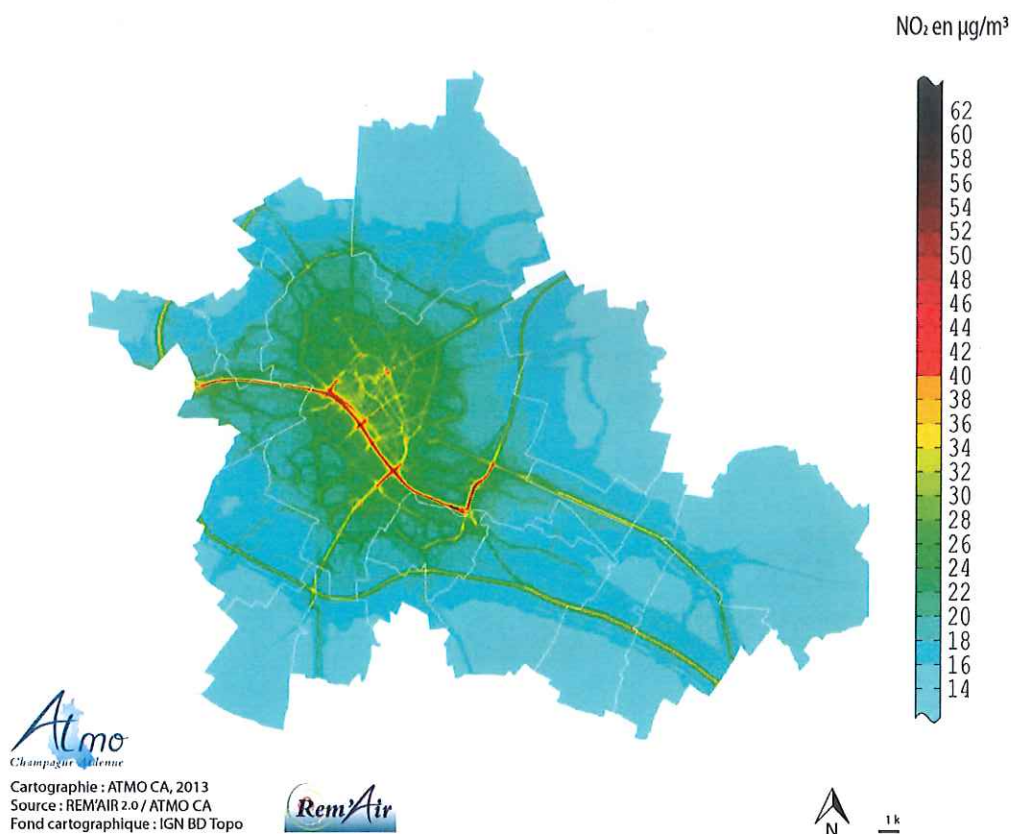 NO₂ en µg/m³
62
60
58
56
54
52
50
48
46
44
42
40
38
36
34
32
30
28
26
24
22
20
18
16
14
Atmo
Champagne Ardenne
Cartographie : ATMO CA, 2013
Source : REM'AIR 2.0 / ATMO CA
Fond cartographique : IGN BD Topo
Rem'Air
N
1 k